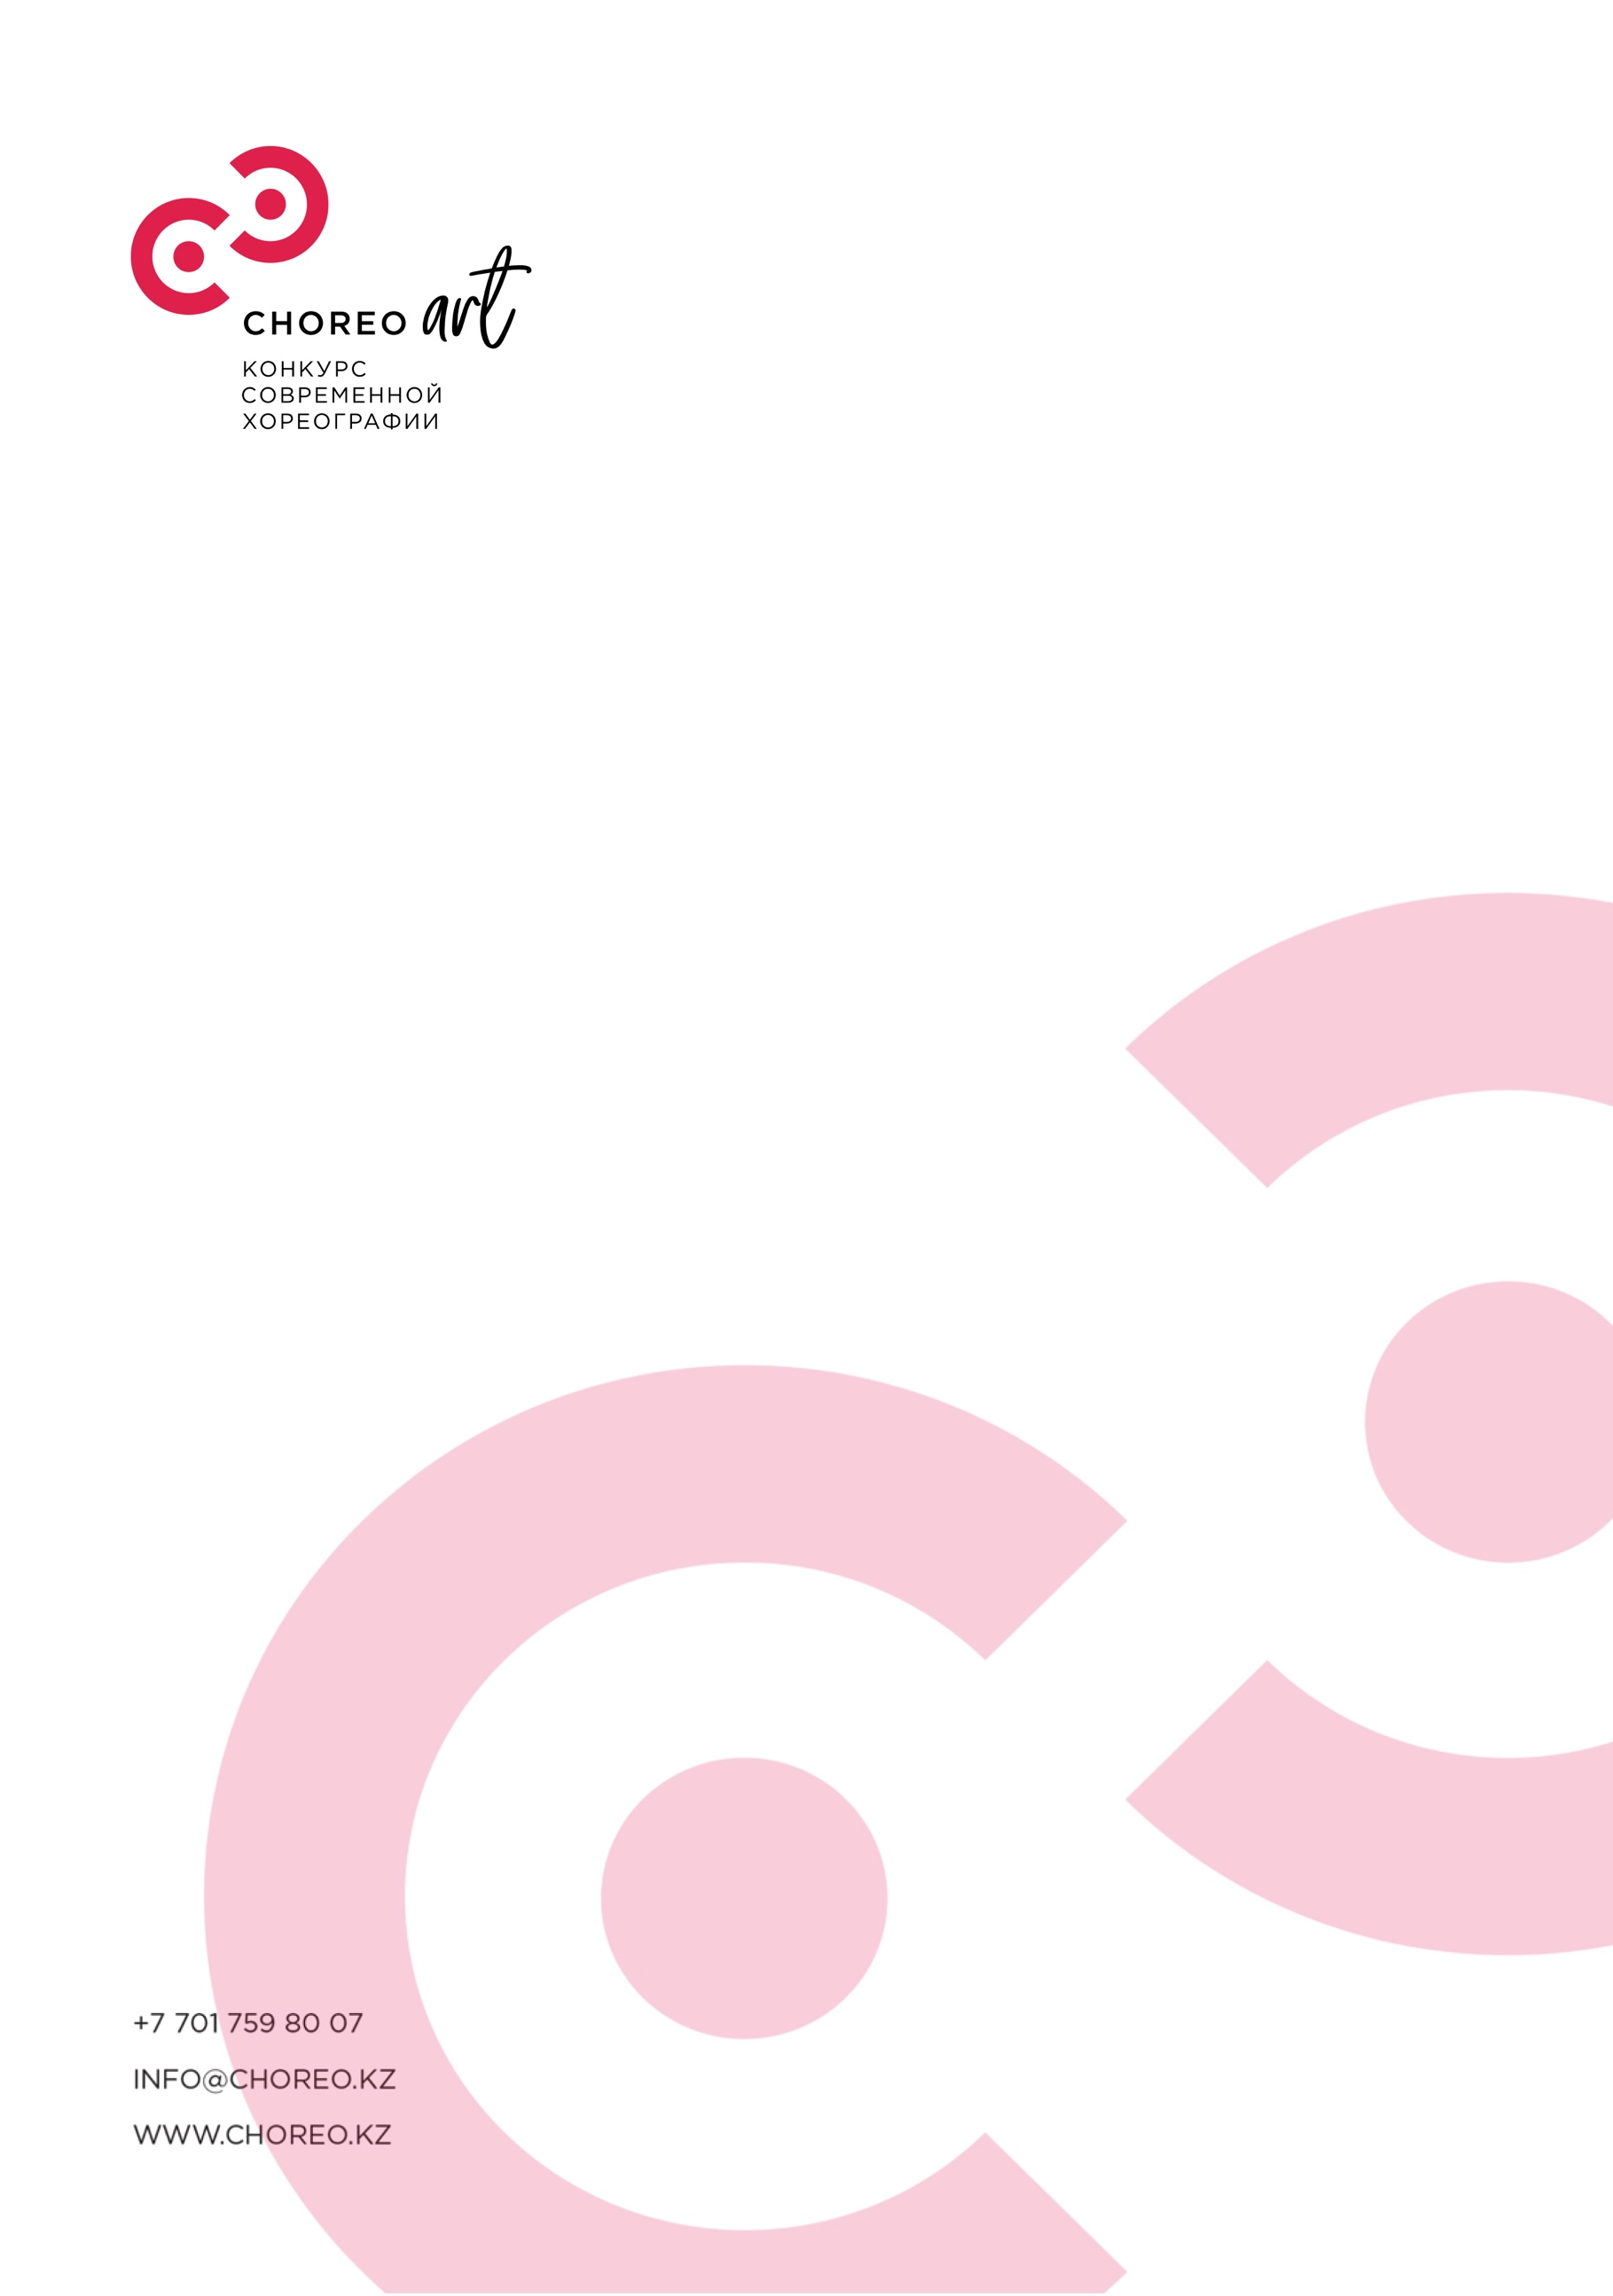 CHOREO art
КОНКУРС
СОВРЕМЕННОЙ
ХОРЕОГРАФИИ
+7 701 759 80 07
INFO@CHOREO.KZ
WWW.CHOREO.KZ